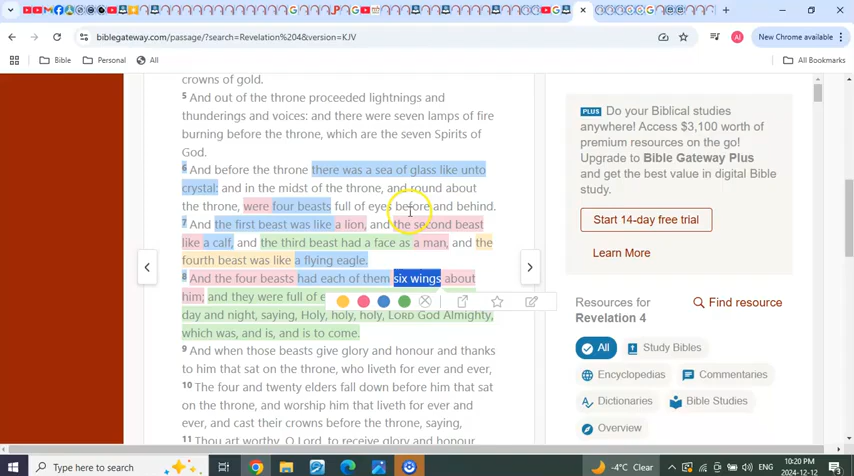 biblegateway.com/passage/?search=Revelation%204&version=KJV
AI
New Chrome available
Bible
Personal
All
All Bookmarks
crowns of gold.
5 And out of the throne proceeded lightnings and
thunderings and voices: and there were seven lamps of fire
burning before the throne, which are the seven Spirits of
God.
6 And before the throne there was a sea of glass like unto
crystal: and in the midst of the throne, and round about
the throne, were four beasts full of eyes before and behind.
7 And the first beast was like a lion, and the second beast
like a calf, and the third beast had a face as a man, and the
fourth beast was like a flying eagle.
8 And the four beasts had each of them six wings about
him; and they were full of e
day and night, saying, Holy, holy, holy, LORD God Almighty,
which was, and is, and is to come.
9 And when those beasts give glory and honour and thanks
to him that sat on the throne, who liveth for ever and ever,
10 The four and twenty elders fall down before him that sat
on the throne, and worship him that liveth for ever and
ever, and cast their crowns before the throne, saying,
11 Thou art worthy, O Lord, to receive glory and honour
PLUS Do your Biblical studies
anywhere! Access $3,100 worth of
premium resources on the go!
Upgrade to Bible Gateway Plus
and get the best value in digital Bible
study.
Start 14-day free trial
Learn More
Resources for
Revelation 4
Find resource
All
Study Bibles
Encyclopedias
Commentaries
Dictionaries
Bible Studies
Overview
Type here to search
-4°C Clear
ENG
10:20 PM
2024-12-12